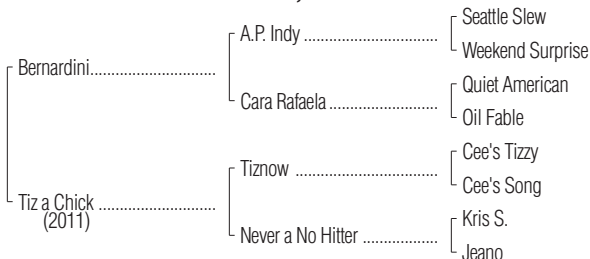 Seattle Slew
A.P. Indy ..............................
Weekend Surprise
Bernardini............................
Quiet American
Cara Rafaela ........................
Oil Fable
Cee's Tizzy
Tiznow ................................
Cee's Song
Tiz a Chick ..........................
(2011)
Kris S.
Never a No Hitter ................
Jeano